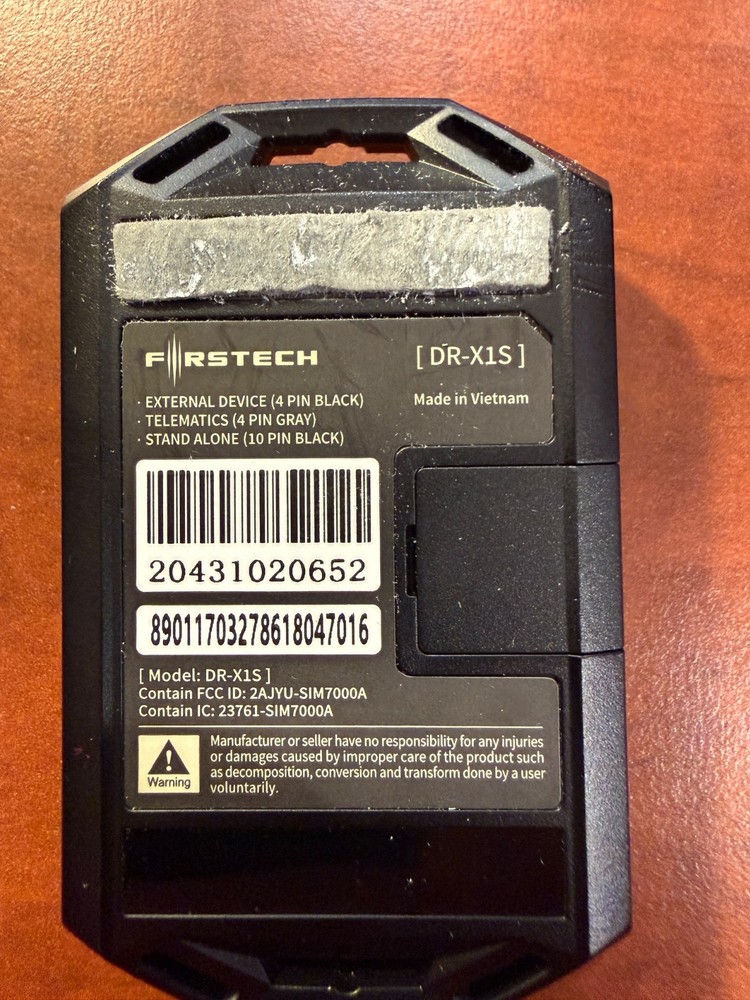 FIRSTECH
[ DR-X1S ]
· EXTERNAL DEVICE (4 PIN BLACK)
· TELEMATICS (4 PIN GRAY)
· STAND ALONE (10 PIN BLACK)
Made in Vietnam
20431020652
89011703278618047016
[ Model: DR-X1S ]
Contain FCC ID: 2AJYU-SIM7000A
Contain IC: 23761-SIM7000A
Warning
Manufacturer or seller have no responsibility for any injuries
or damages caused by improper care of the product such
as decomposition, conversion and transform done by a user
voluntarily.